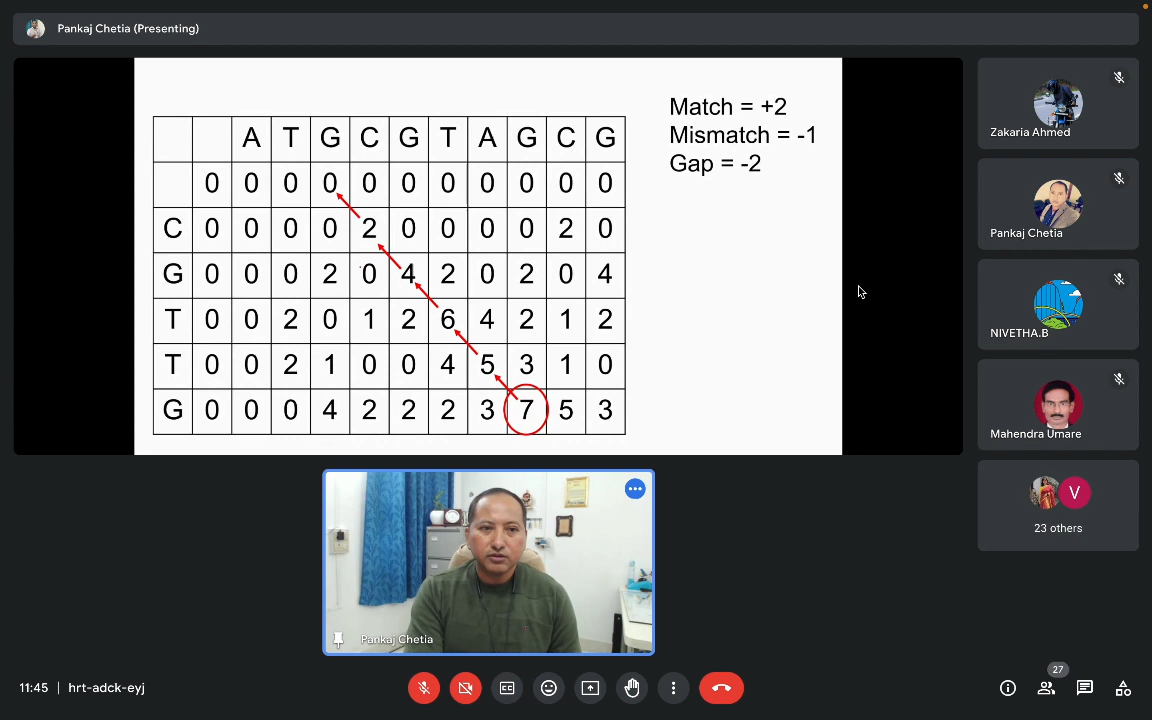 Pankaj Chetia (Presenting)
A T G C G T A G C G
0 0 0 0 0 0 0 0 0 0 0
C 0 0 0 0 2 0 0 0 0 2 0
G 0 0 0 2 0 4 2 0 2 0 4
T 0 0 2 0 1 2 6 4 2 1 2
T 0 0 2 1 0 0 4 5 3 1 0
G 0 0 0 4 2 2 2 3 7 5 3
Match = +2
Mismatch = -1
Gap = -2
Zakaria Ahmed
Pankaj Chetia
NIVETHA.B
Mahendra Umare
V
23 others
Pankaj Chetia
11:45 | hrt-adck-eyj
27